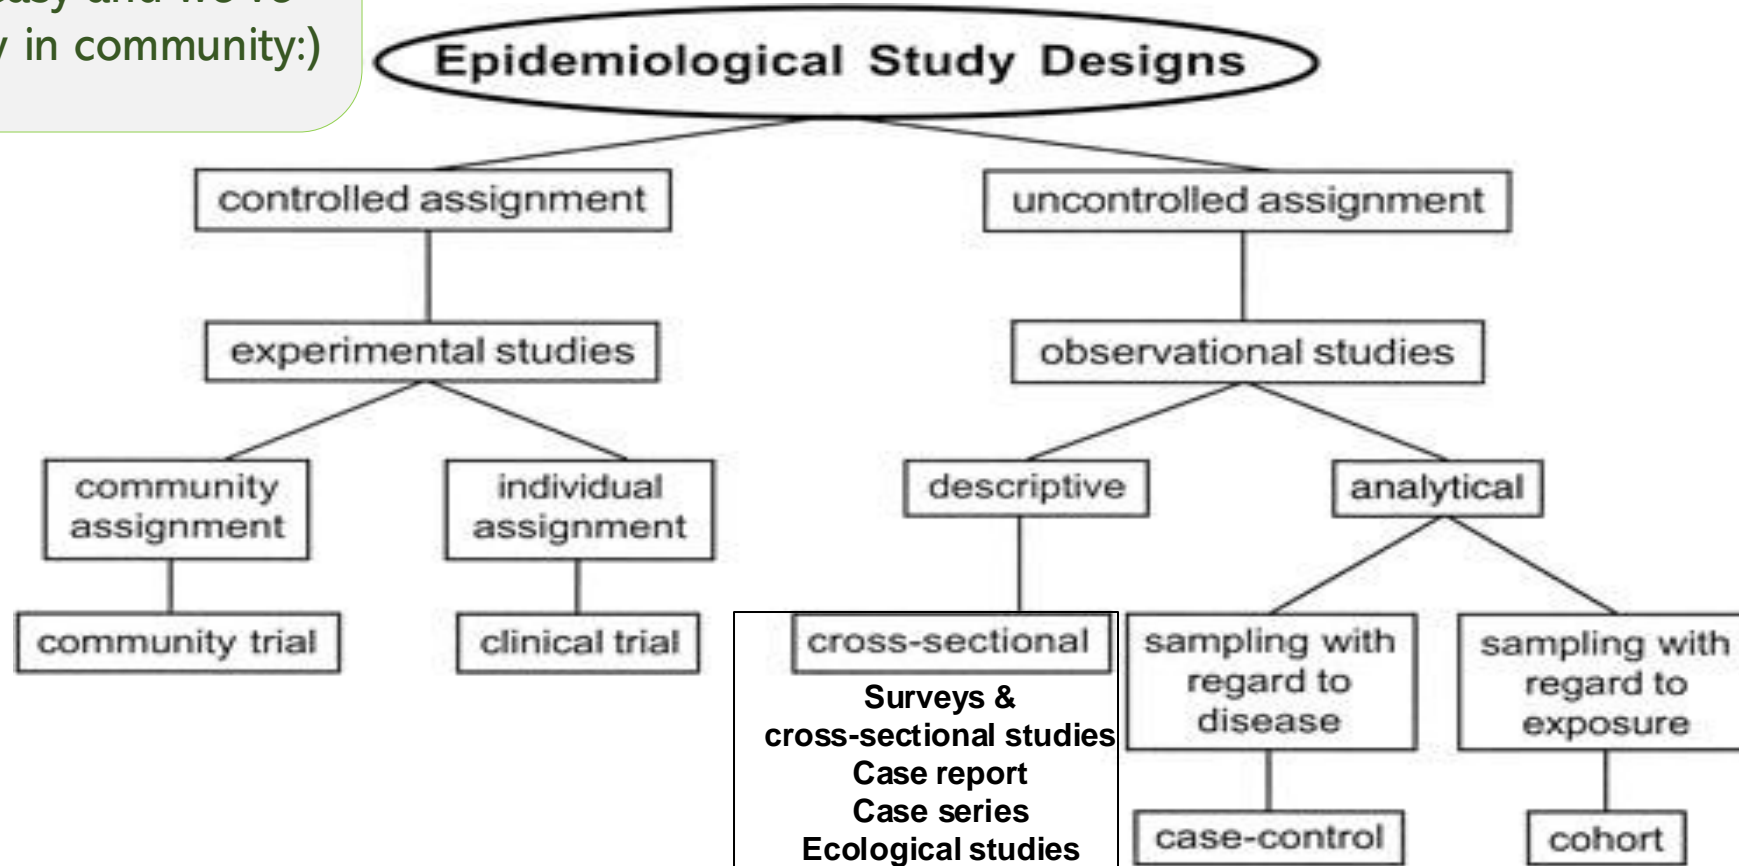 y in community:)
Epidemiological Study Designs
controlled assignment
uncontrolled assignment
experimental studies
observational studies
community
assignment
individual
assignment
descriptive
analytical
community trial
clinical trial
cross-sectional
Surveys &
cross-sectional studies
Case report
Case series
Ecological studies
sampling with
regard to
disease
sampling with
regard to
exposure
case-control
cohort